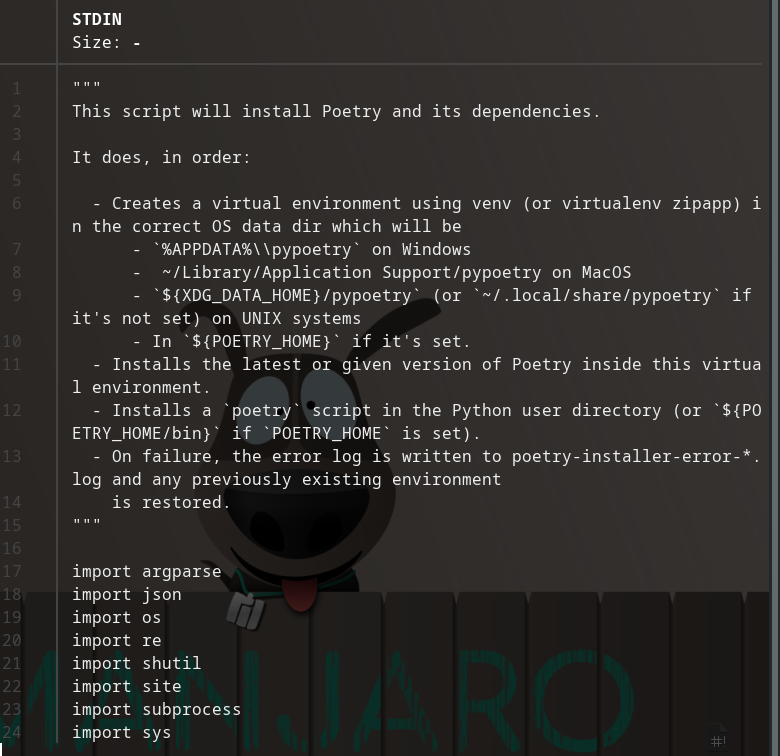 STDIN
Size: -
1 """
2 This script will install Poetry and its dependencies.
3
4 It does, in order:
5
6   - Creates a virtual environment using venv (or virtualenv zipapp) i
n the correct OS data dir which will be
7       - `%APPDATA%\\pypoetry` on Windows
8       -  ~/Library/Application Support/pypoetry on MacOS
9       - `${XDG_DATA_HOME}/pypoetry` (or `~/.local/share/pypoetry` if
it's not set) on UNIX systems
10       - In `${POETRY_HOME}` if it's set.
11   - Installs the latest or given version of Poetry inside this virtua
l environment.
12   - Installs a `poetry` script in the Python user directory (or `${PO
ETRY_HOME/bin}` if `POETRY_HOME` is set).
13   - On failure, the error log is written to poetry-installer-error-*.
log and any previously existing environment
14     is restored.
15 """
16
17 import argparse
18 import json
19 import os
20 import re
21 import shutil
22 import site
23 import subprocess
24 import sys
MANJARO
#!